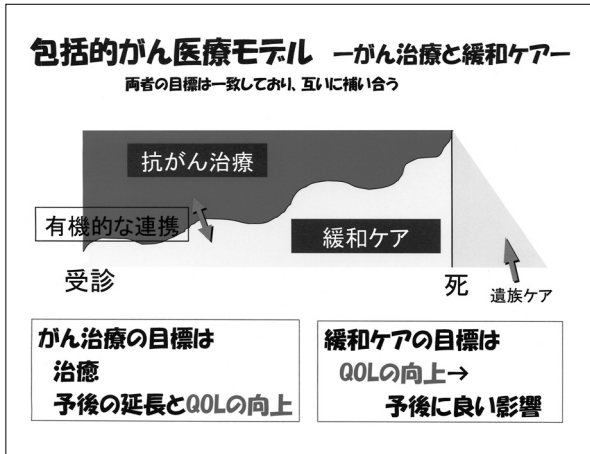 包括的がん医療モデル －がん治療と緩和ケア－
両者の目標は一致しており、互いに補い合う
抗がん治療
有機的な連携
緩和ケア
受診
死
遺族ケア
がん治療の目標は
治癒
予後の延長とQOLの向上
緩和ケアの目標は
QOLの向上→
予後に良い影響